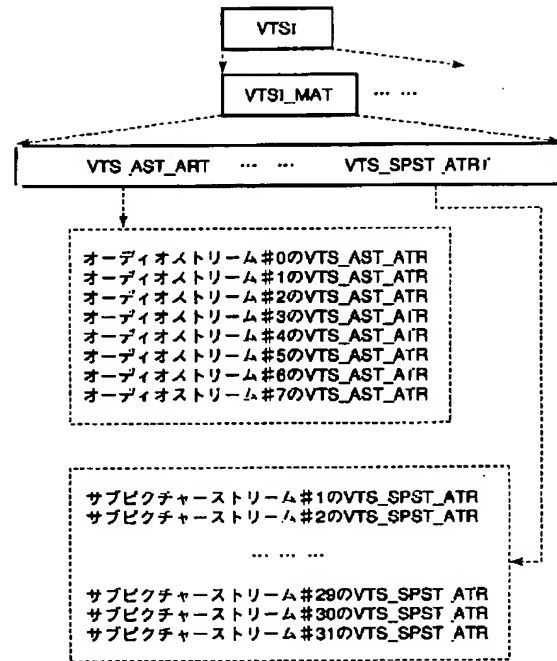 VTSI
VTSI_MAT … …
VTS_AST_ART … … VTS_SPST_ATRT
オーディオストリーム#0のVTS_AST_ATR
オーディオストリーム#1のVTS_AST_ATR
オーディオストリーム#2のVTS_AST_ATR
オーディオストリーム#3のVTS_AST_ATR
オーディオストリーム#4のVTS_AST_ATR
オーディオストリーム#5のVTS_AST_ATR
オーディオストリーム#6のVTS_AST_ATR
オーディオストリーム#7のVTS_AST_ATR
サブピクチャーストリーム#1のVTS_SPST_ATR
サブピクチャーストリーム#2のVTS_SPST_ATR
… … …
サブピクチャーストリーム#29のVTS_SPST_ATR
サブピクチャーストリーム#30のVTS_SPST_ATR
サブピクチャーストリーム#31のVTS_SPST_ATR